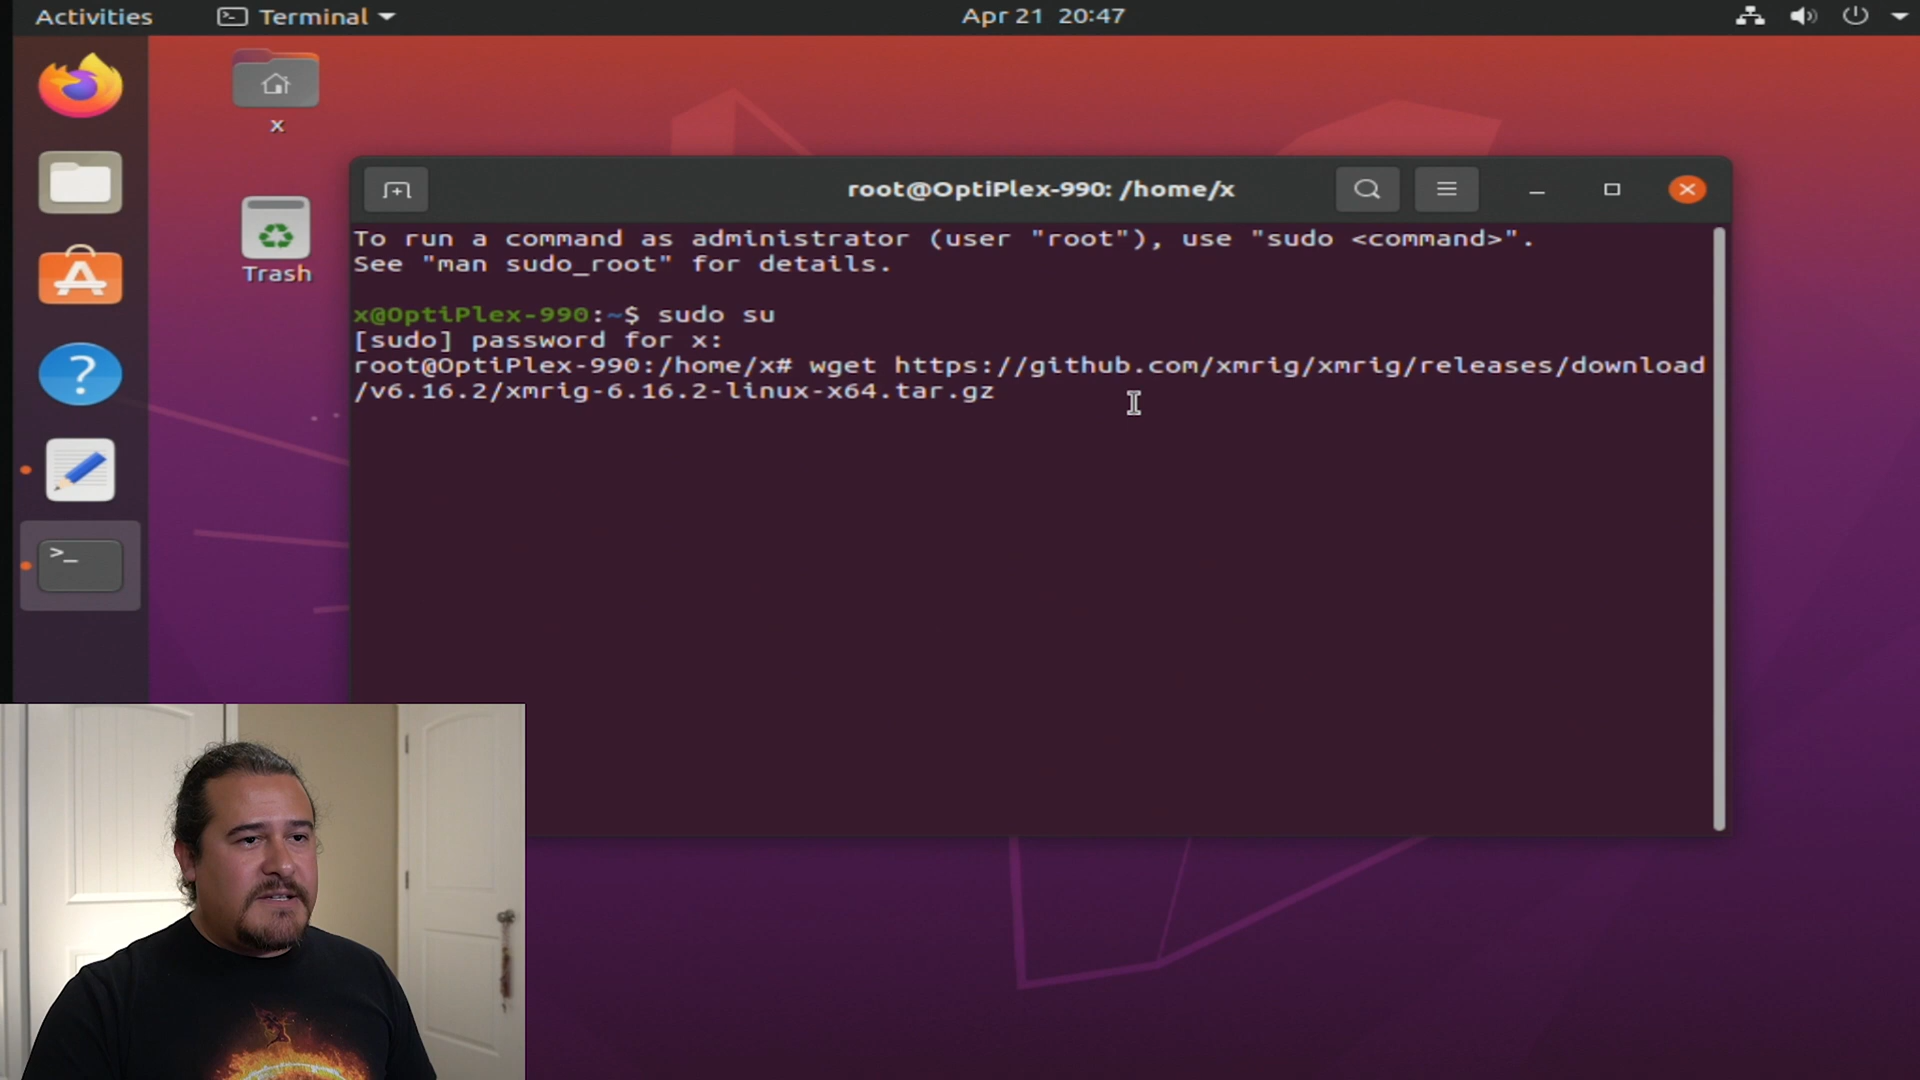 Activities
Terminal
Apr 21 20:47
x
Trash
root@OptiPlex-990: /home/x
To run a command as administrator (user "root"), use "sudo <command>".
See "man sudo_root" for details.
x@OptiPlex-990:~$ sudo su
[sudo] password for x:
root@OptiPlex-990:/home/x# wget https://github.com/xmrig/xmrig/releases/download
/v6.16.2/xmrig-6.16.2-linux-x64.tar.gz